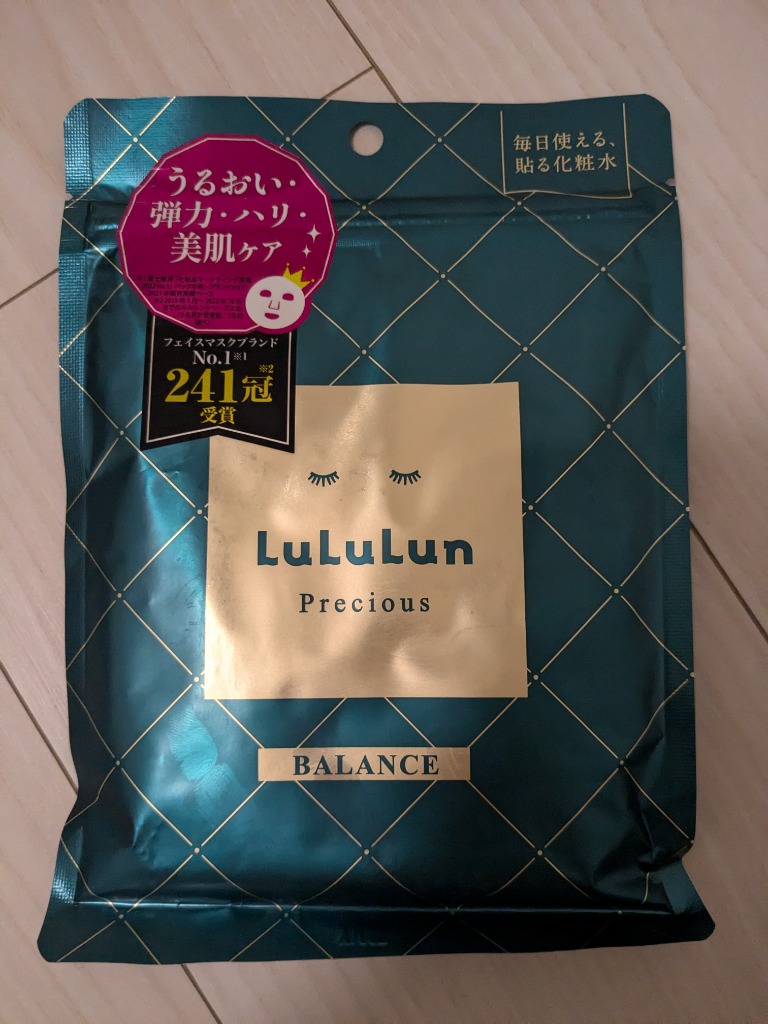 毎日使える、
貼る化粧水
うるおい・
弾力・ハリ・
美肌ケア
フェイスマスクブランド
No.1※1
241冠※2
受賞
LuLuLun
Precious
BALANCE